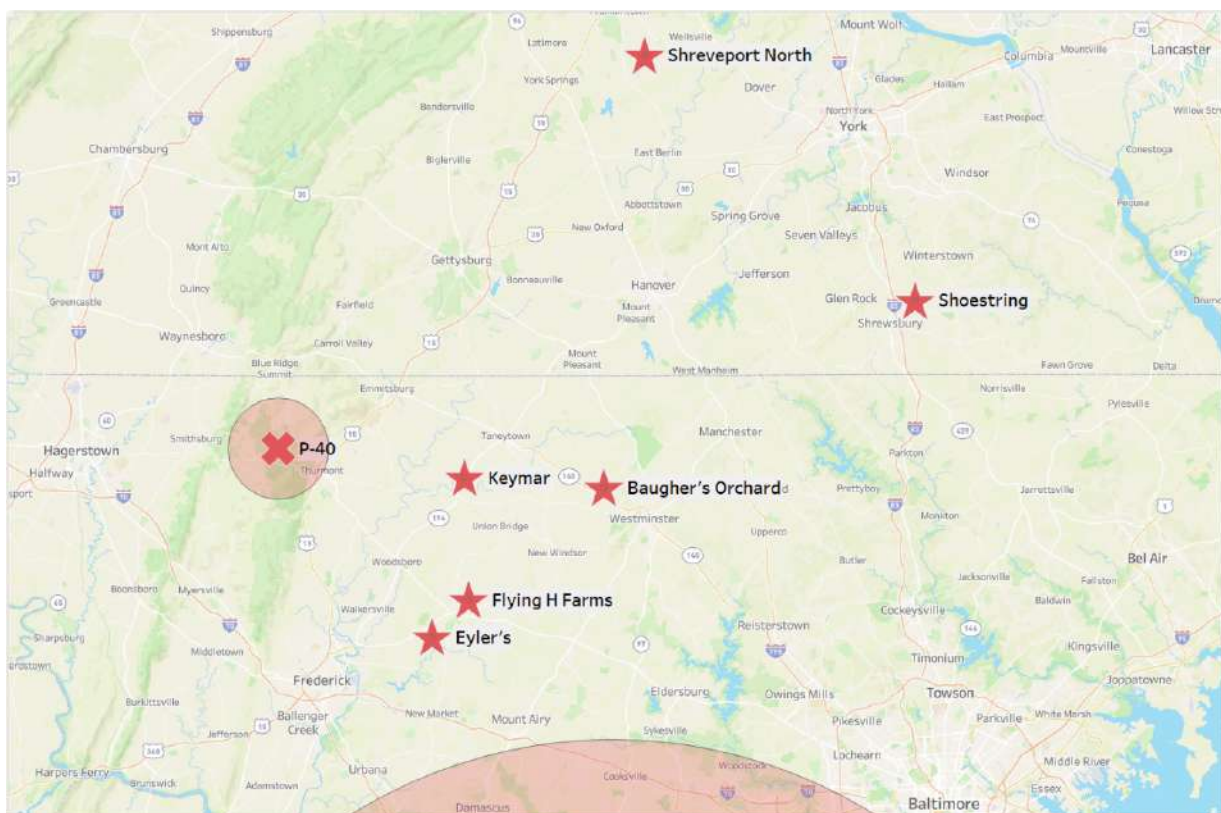 Shippensburg
Latimore
Wellsville
Mount Wolf
Columbia
Mountville
Lancaster
Shreveport North
York Springs
Dover
Glades
Hallam
Bendersville
North York
York
East Prospect
Willow Str
Chambersburg
Biglerville
East Berlin
Conestoga
Windsor
Abbottstown
Spring Grove
Jacobus
Pequea
Mont Alto
New Oxford
Seven Valleys
Gettysburg
Winterstown
Quincy
Bonneauville
Hanover
Jefferson
Greencastle
Fairfield
Mount
Pleasant
Glen Rock
Shoestring
Waynesboro
Shrewsbury
Carroll Valley
Blue Ridge
Summit
Mount
Pleasant
West Manheim
Fawn Grove
Delta
Emmitsburg
Norrisville
Pylesville
Smithsburg
Taneytown
Manchester
Hagerstown
P-40
Parkton
Halfway
Thurmont
Keymar
Baugher's Orchard
Prettyboy
Jarrettsville
sport
Union Bridge
Westminster
Monkton
Upperco
Woodsboro
New Windsor
Butler
Bel Air
Boonsboro
Myersville
Jacksonville
Fallston
Flying H Farms
Baldwin
Walkersville
Cockeysville
Sharpsburg
Eyler's
Reisterstown
Kingsville
Middletown
Timonium
Joppatowne
Frederick
Eldersburg
Owings Mills
Towson
Burkittsville
Ballenger
Creek
New Market
Mount Airy
Pikesville
Parkville
White Marsh
Jefferson
Sykesville
Lochearn
Middle River
Harpers Ferry
Urbana
Woodstock
Brunswick
Adamstown
Cooksville
Essex
Damascus
Baltimore